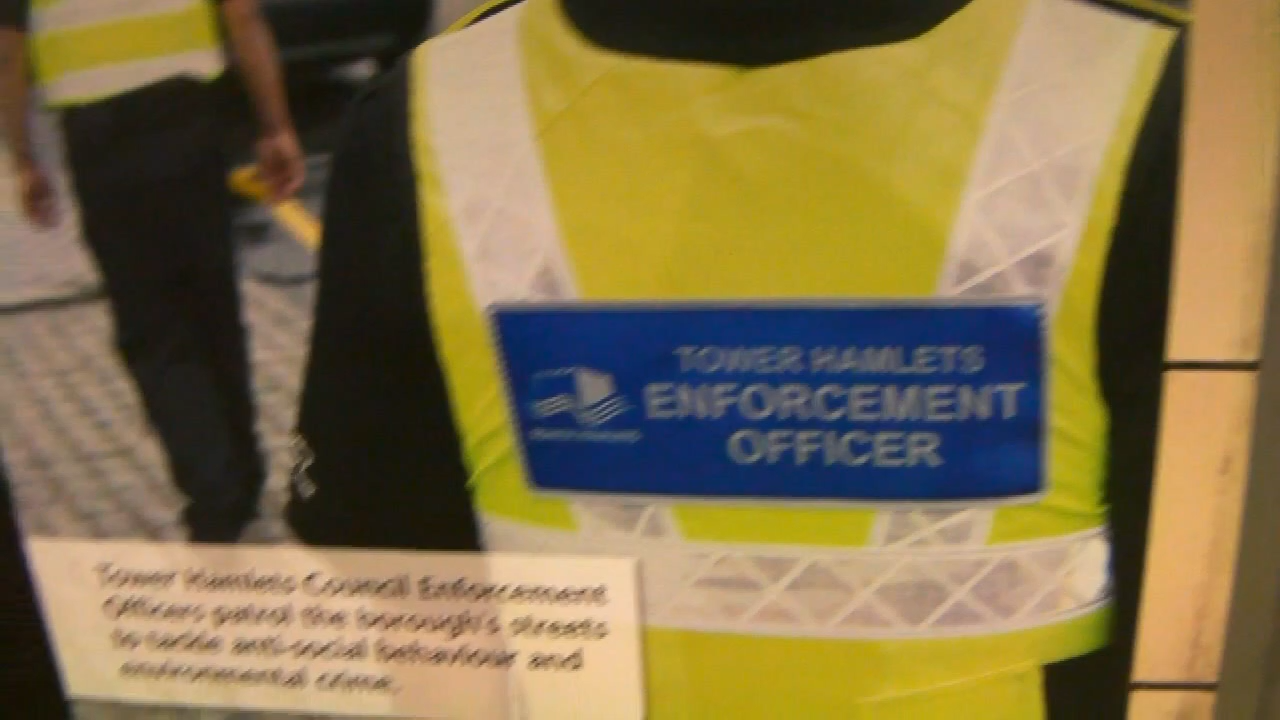 TOWER HAMLETS
ENFORCEMENT
OFFICER
Tower Hamlets Council Enforcement
Officers patrol the borough's streets
to tackle anti-social behaviour and
environmental crime.